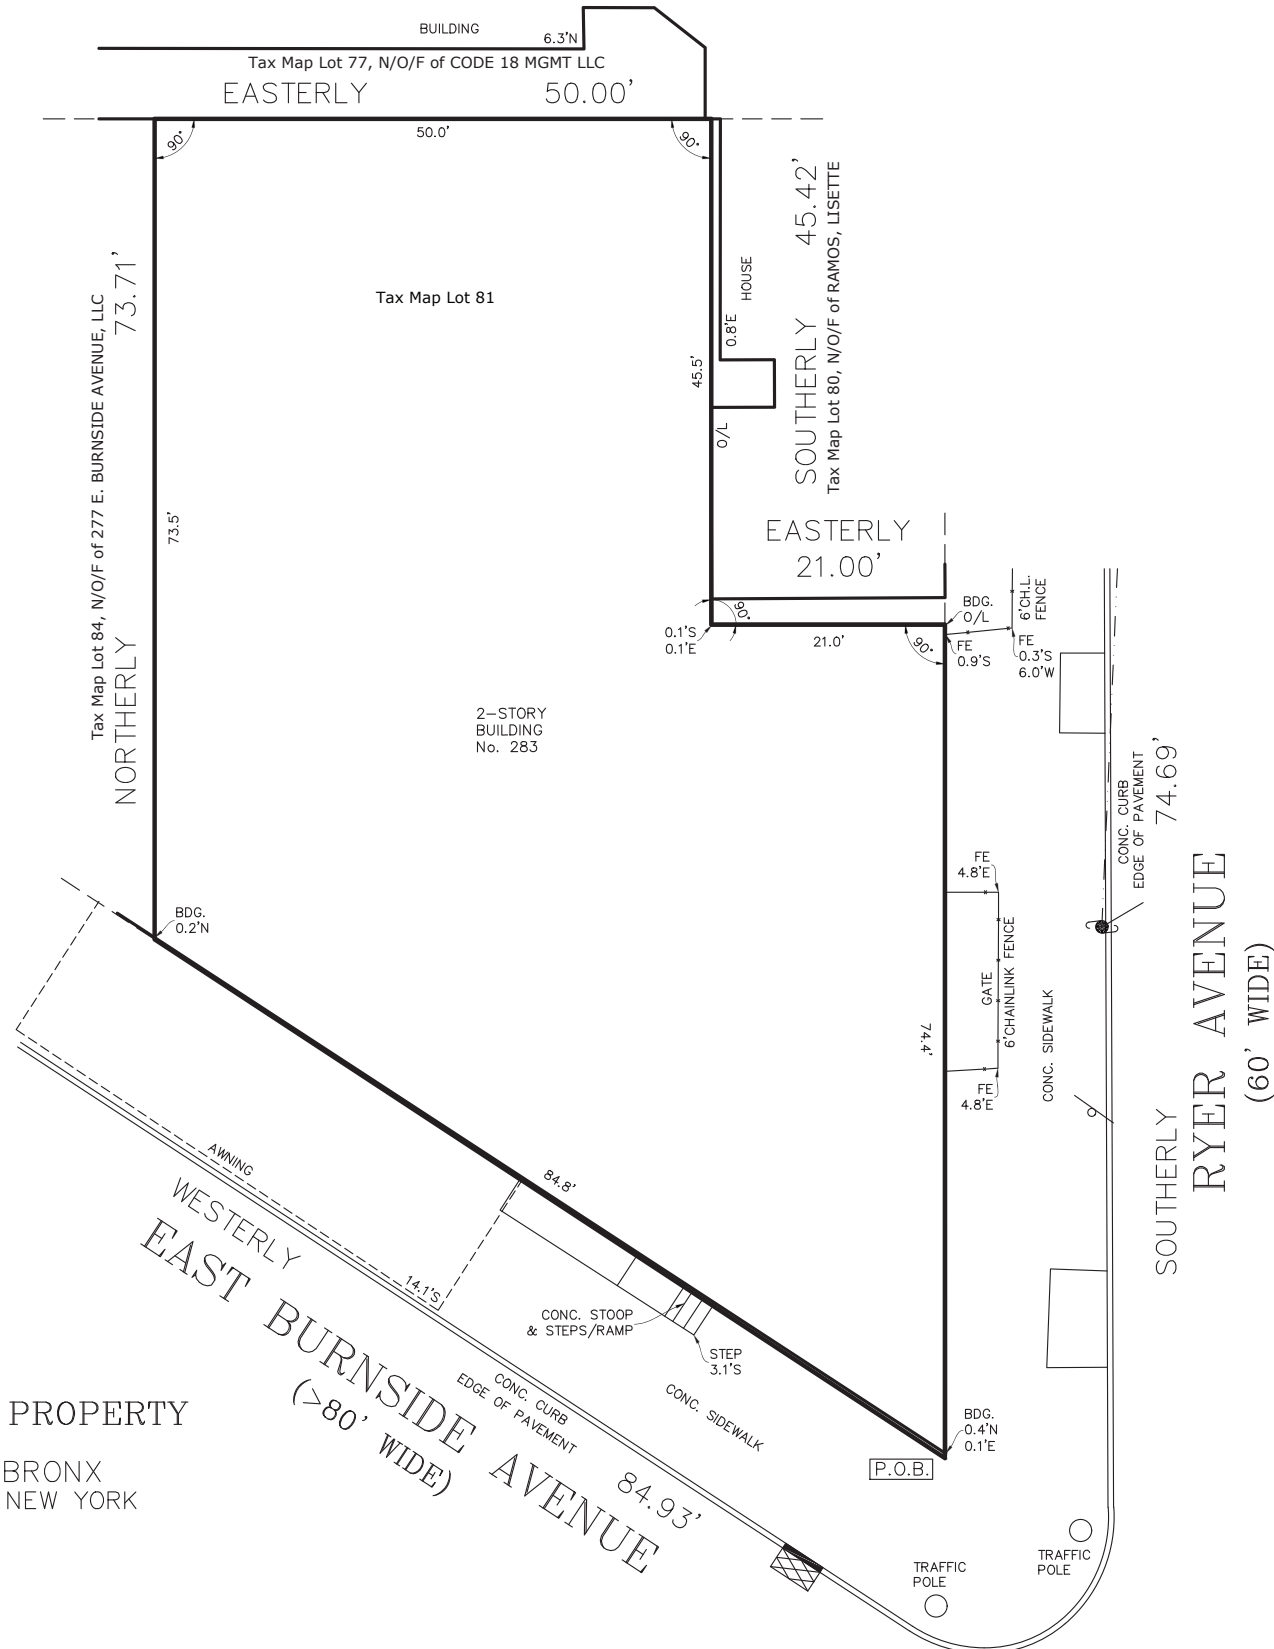 BUILDING
6.3'N
Tax Map Lot 77, N/O/F of CODE 18 MGMT LLC
EASTERLY 50.00'
50.0'
90°
90°
Tax Map Lot 84, N/O/F of 277 E. BURNSIDE AVENUE, LLC
NORTHERLY 73.71'
73.5'
Tax Map Lot 81
HOUSE
0.8'E
45.5'
O/L
SOUTHERLY 45.42'
Tax Map Lot 80, N/O/F of RAMOS, LISETTE
EASTERLY
21.00'
90°
0.1'S
0.1'E
21.0'
90°
BDG.
O/L
FE
0.9'S
6'CH.L.
FENCE
FE
0.3'S
6.0'W
2-STORY
BUILDING
No. 283
CONC. CURB
EDGE OF PAVEMENT
SOUTHERLY 74.69'
RYER AVENUE
(60' WIDE)
FE
4.8'E
GATE
6'CHAINLINK FENCE
74.4'
FE
4.8'E
CONC. SIDEWALK
BDG.
0.2'N
AWNING
14.1'S
84.8'
WESTERLY 84.93'
EAST BURNSIDE AVENUE
(>80' WIDE)
CONC. STOOP
& STEPS/RAMP
STEP
3.1'S
CONC. CURB
EDGE OF PAVEMENT
CONC. SIDEWALK
BDG.
0.4'N
0.1'E
P.O.B.
PROPERTY
BRONX
NEW YORK
TRAFFIC
POLE
TRAFFIC
POLE